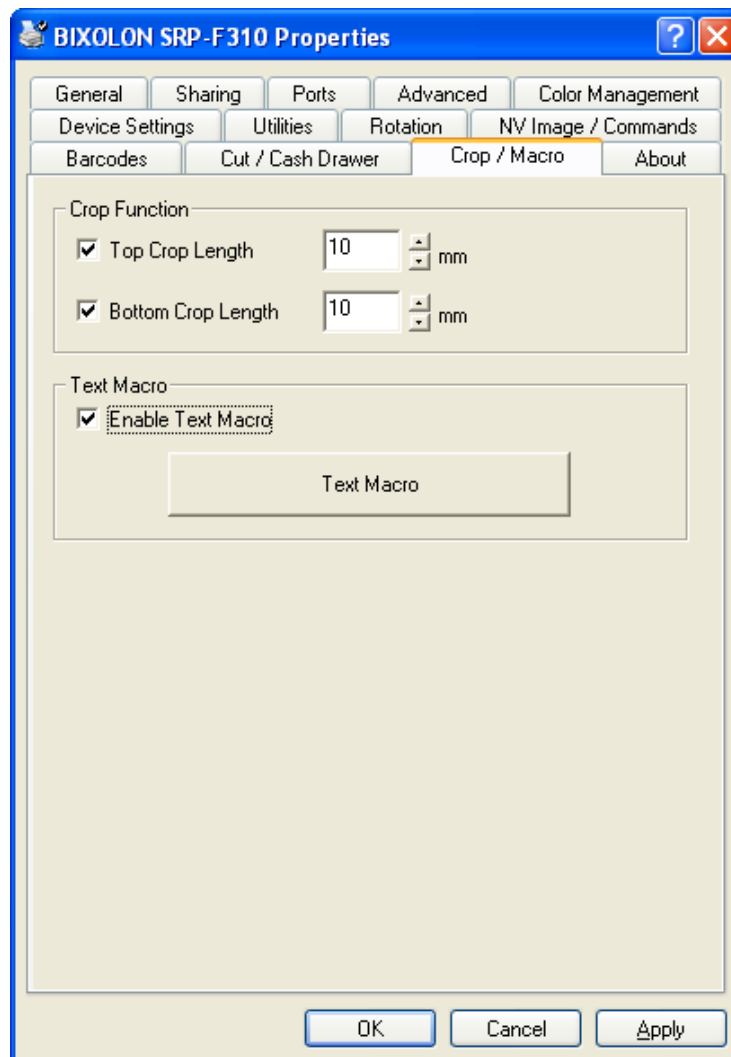 BIXOLON SRP-F310 Properties
General Sharing Ports Advanced Color Management
Device Settings Utilities Rotation NV Image / Commands
Barcodes Cut / Cash Drawer Crop / Macro About
Crop Function
Top Crop Length 10 mm
Bottom Crop Length 10 mm
Text Macro
Enable Text Macro
Text Macro
OK Cancel Apply